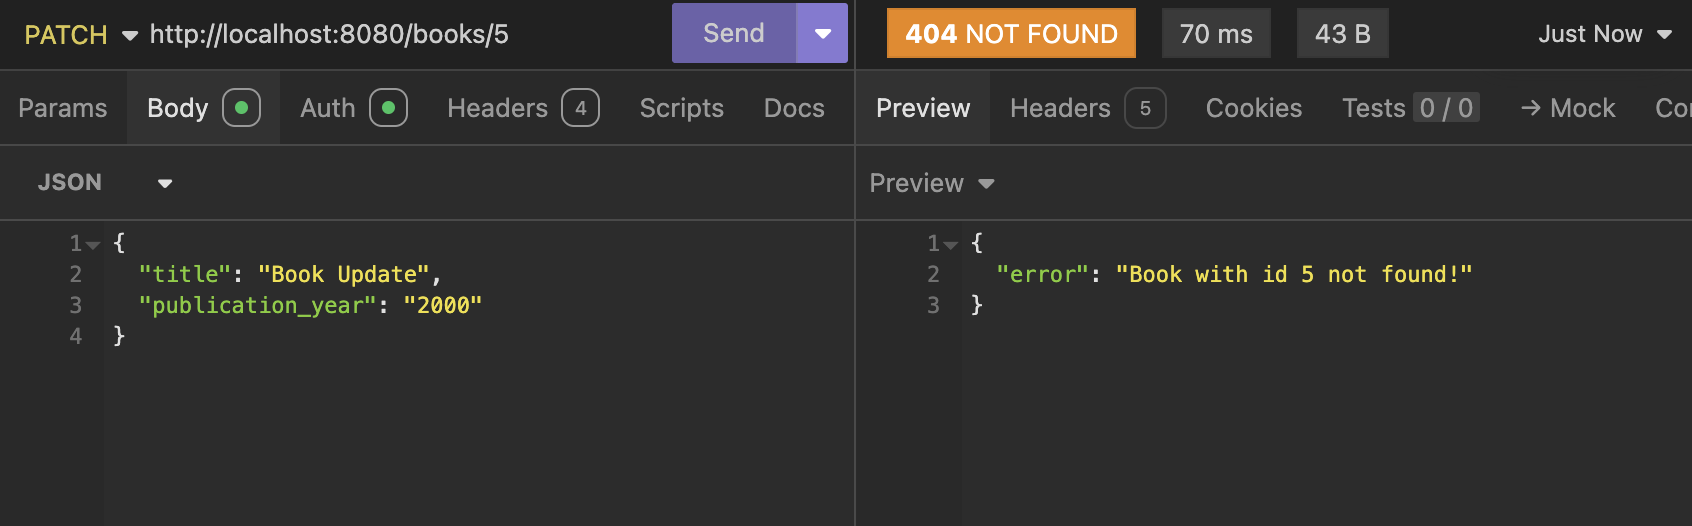 PATCH http://localhost:8080/books/5 Send
Params Body Auth Headers 4 Scripts Docs
JSON
1 {
2 "title": "Book Update",
3 "publication_year": "2000"
4 }
404 NOT FOUND 70 ms 43 B Just Now
Preview Headers 5 Cookies Tests 0 / 0 → Mock
Preview
1 {
2 "error": "Book with id 5 not found!"
3 }